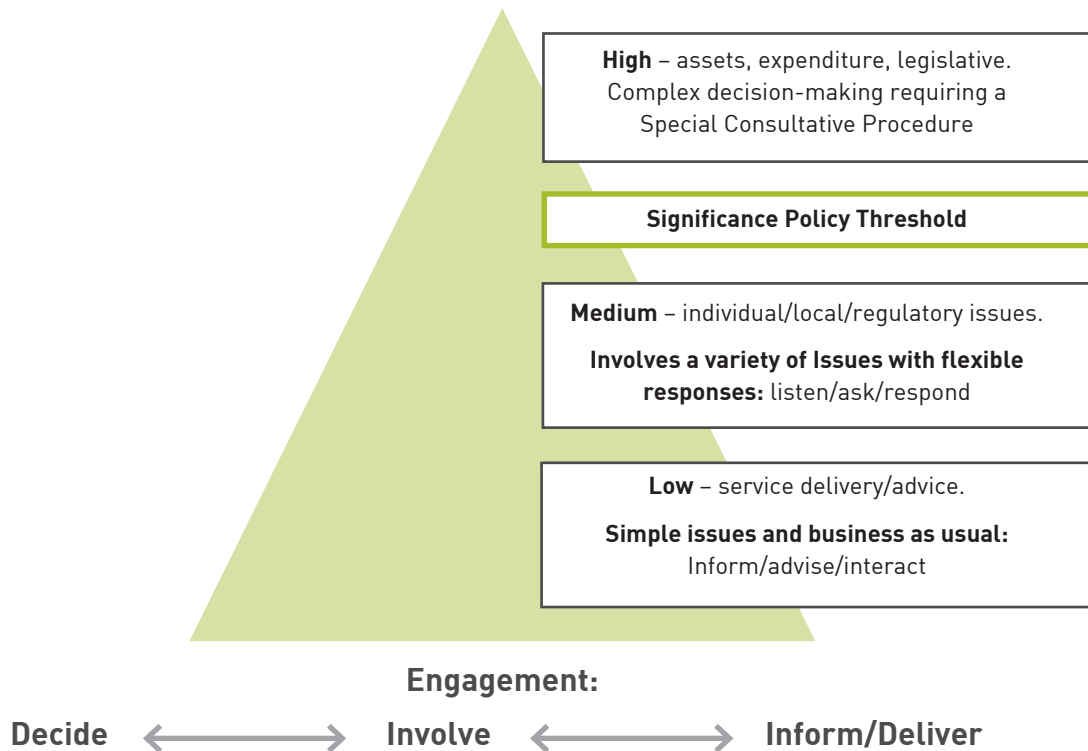 High – assets, expenditure, legislative.
Complex decision-making requiring a
Special Consultative Procedure
Significance Policy Threshold
Medium – individual/local/regulatory issues.
Involves a variety of Issues with flexible
responses: listen/ask/respond
Low – service delivery/advice.
Simple issues and business as usual:
Inform/advise/interact
Engagement:
Decide Involve Inform/Deliver